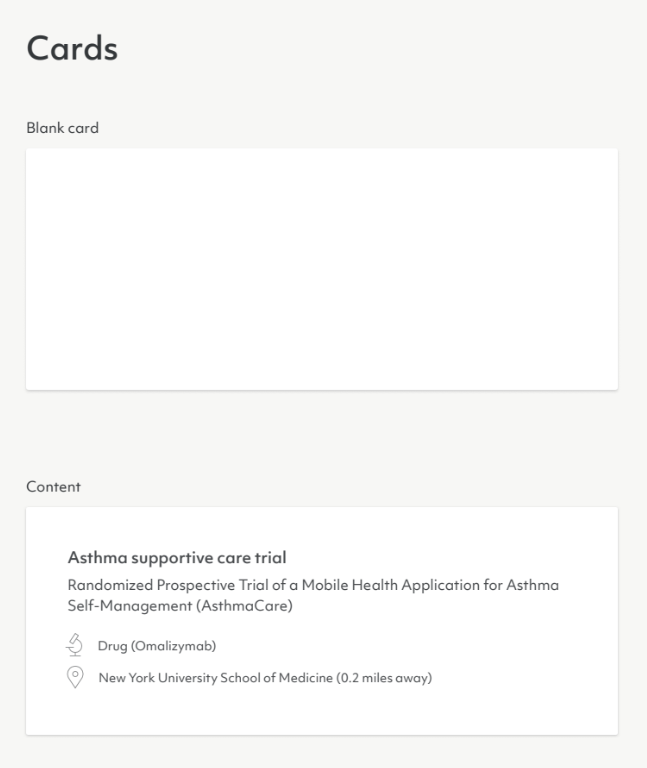 Cards
Blank card
Content
Asthma supportive care trial
Randomized Prospective Trial of a Mobile Health Application for Asthma
Self-Management (AsthmaCare)
Drug (Omalizymab)
New York University School of Medicine (0.2 miles away)